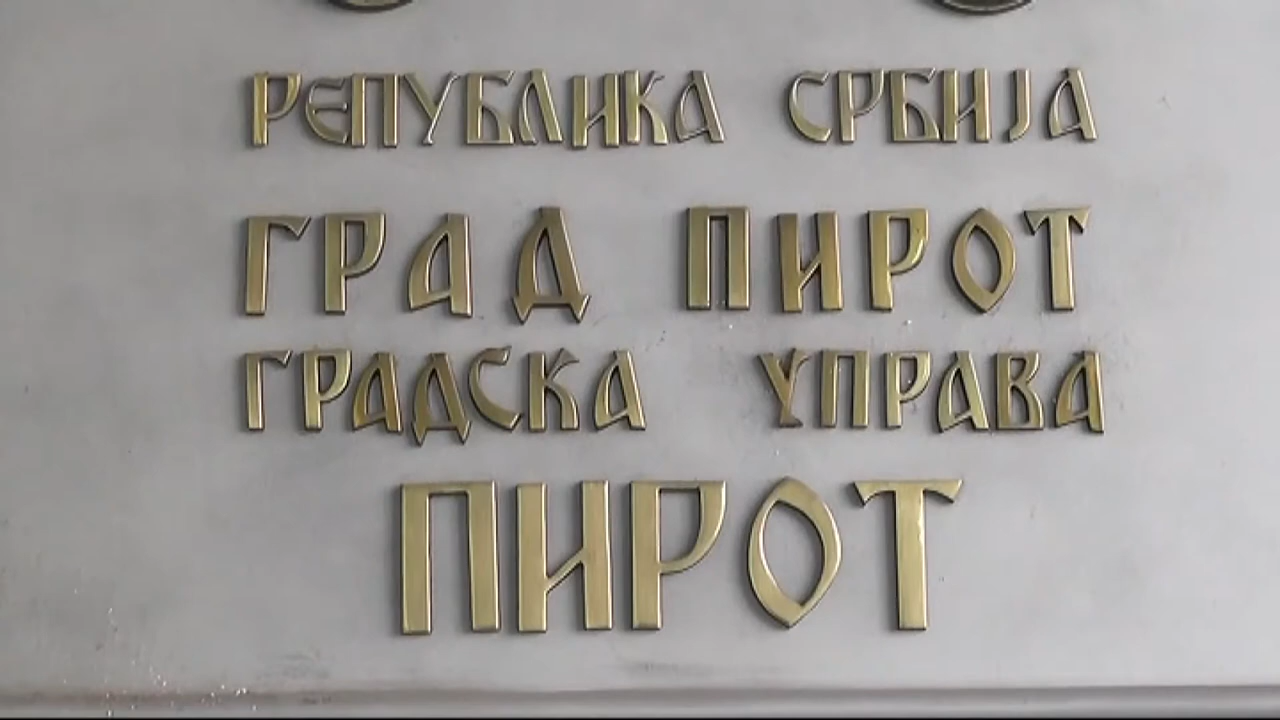 РЕПУБЛИКА СРБИЈА
ГРАД ПИРОТ
ГРАДСКА УПРАВА
ПИРОТ